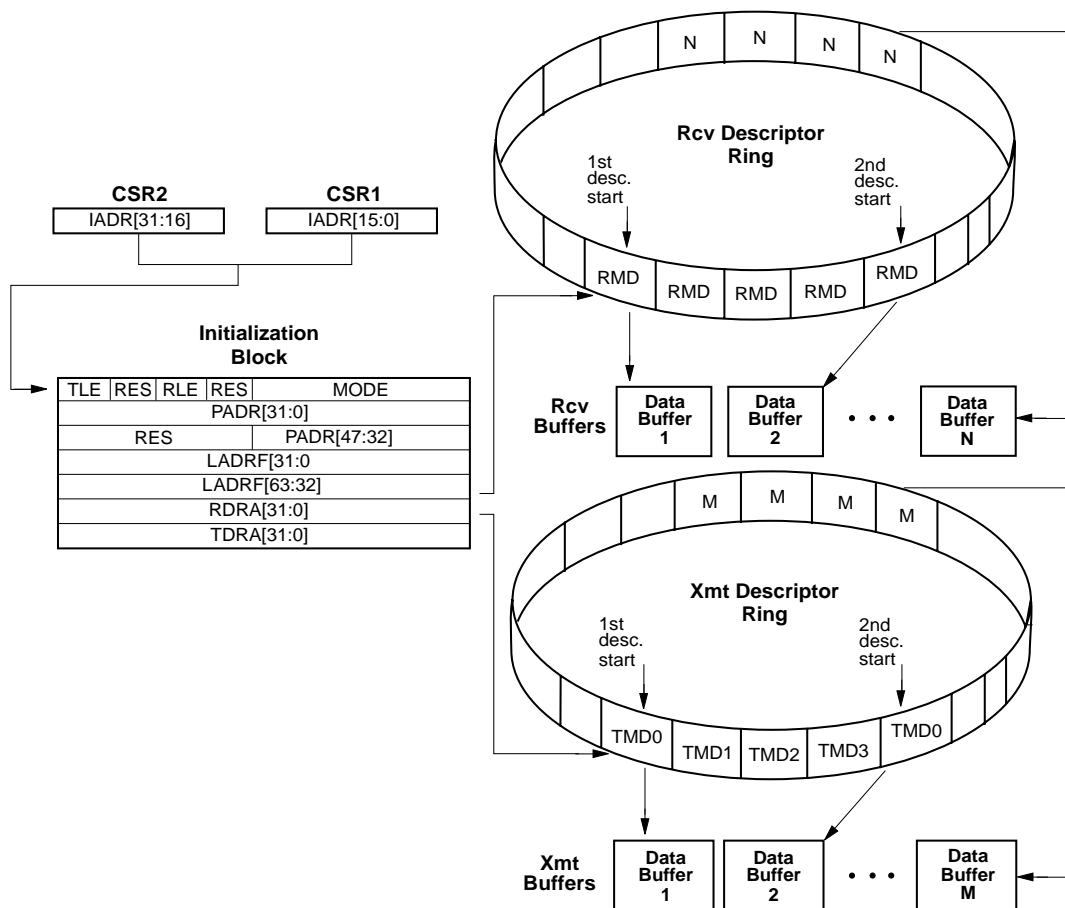 N N N N
Rcv Descriptor
Ring
1st
desc.
start
2nd
desc.
start
CSR2 CSR1
IADR[31:16] IADR[15:0]
RMD RMD RMD RMD RMD
Initialization
Block
TLE RES RLE RES MODE
PADR[31:0]
RES PADR[47:32]
LADRF[31:0
LADRF[63:32]
RDRA[31:0]
TDRA[31:0]
Rcv
Buffers
Data
Buffer
1
Data
Buffer
2
• • •
Data
Buffer
N
M M M M
Xmt Descriptor
Ring
1st
desc.
start
2nd
desc.
start
TMD0 TMD1 TMD2 TMD3 TMD0
Xmt
Buffers
Data
Buffer
1
Data
Buffer
2
• • •
Data
Buffer
M